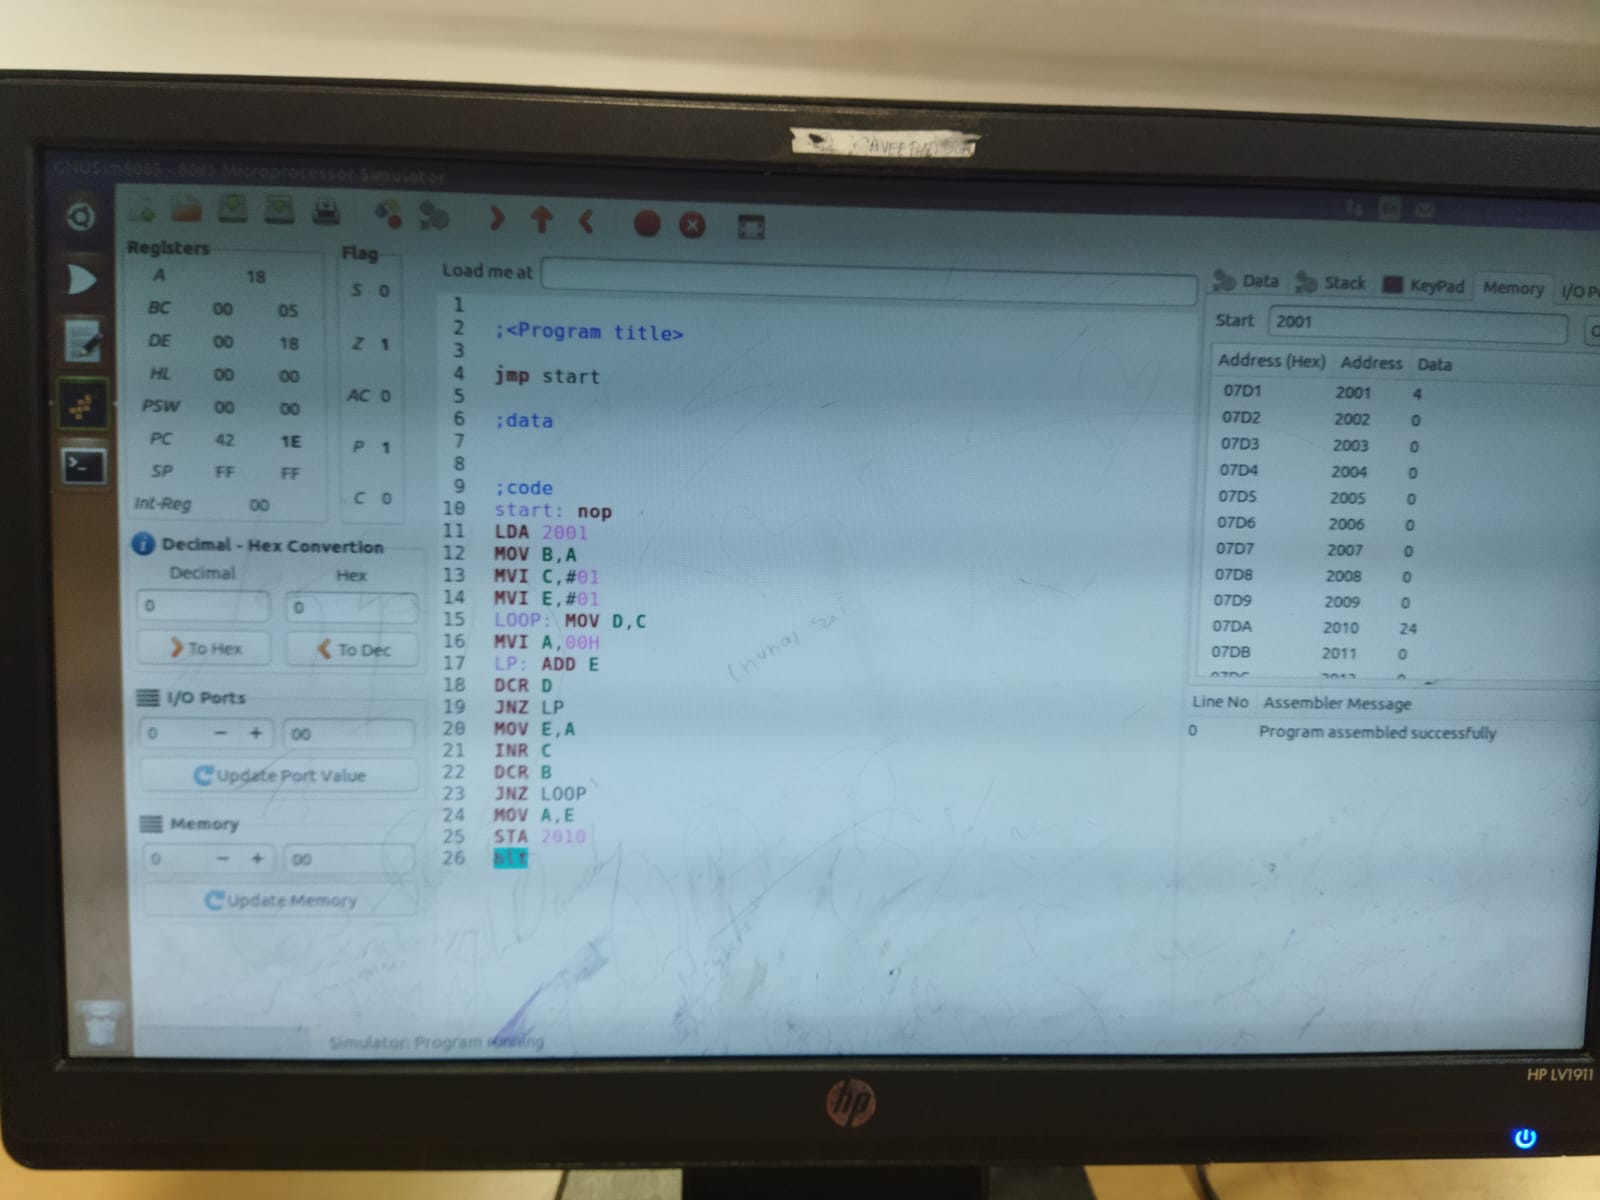 GNUSim8085 - 8085 Microprocessor Simulator
Registers
A 18
BC 00 05
DE 00 18
HL 00 00
PSW 00 00
PC 42 1E
SP FF FF
Int-Reg 00
Flag
S 0
Z 1
AC 0
P 1
C 0
Decimal - Hex Convertion
Decimal Hex
0 0
To Hex To Dec
I/O Ports
0 - + 00
Update Port Value
Memory
0 - + 00
Update Memory
Load me at
1
2 ;<Program title>
3
4 jmp start
5
6 ;data
7
8
9 ;code
10 start: nop
11 LDA 2001
12 MOV B,A
13 MVI C,#01
14 MVI E,#01
15 LOOP: MOV D,C
16 MVI A,00H
17 LP: ADD E
18 DCR D
19 JNZ LP
20 MOV E,A
21 INR C
22 DCR B
23 JNZ LOOP
24 MOV A,E
25 STA 2010
26 hlt
Data Stack KeyPad Memory I/O P
Start 2001
Address (Hex) Address Data
07D1 2001 4
07D2 2002 0
07D3 2003 0
07D4 2004 0
07D5 2005 0
07D6 2006 0
07D7 2007 0
07D8 2008 0
07D9 2009 0
07DA 2010 24
07DB 2011 0
Line No Assembler Message
0 Program assembled successfully
Simulator: Program running
hp
HP LV1911